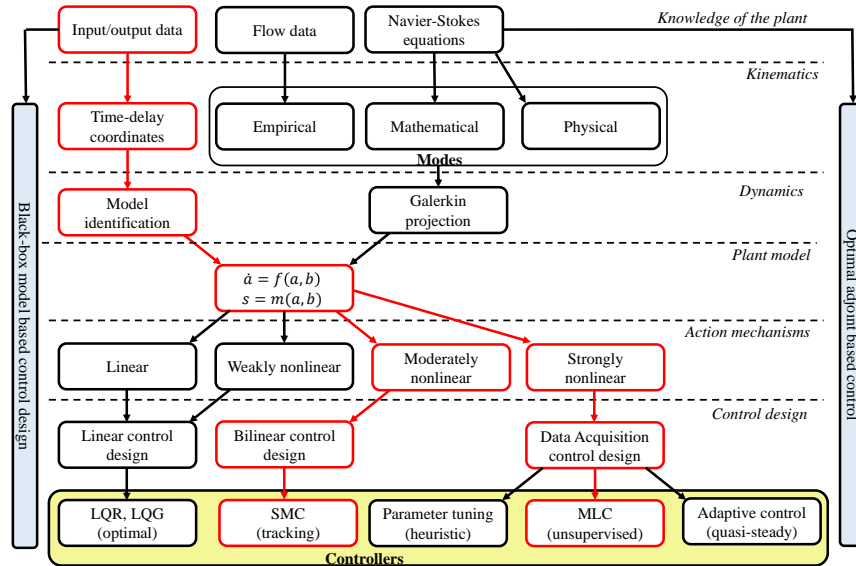 Input/output data
Flow data
Navier-Stokes
equations
Knowledge of the plant
Kinematics
Time-delay
coordinates
Empirical
Mathematical
Physical
Modes
Dynamics
Model
identification
Galerkin
projection
Plant model
ȧ = f(a, b)
s = m(a, b)
Action mechanisms
Linear
Weakly nonlinear
Moderately
nonlinear
Strongly
nonlinear
Control design
Linear control
design
Bilinear control
design
Data Acquisition
control design
LQR, LQG
(optimal)
SMC
(tracking)
Parameter tuning
(heuristic)
MLC
(unsupervised)
Adaptive control
(quasi-steady)
Controllers
Black-box model based control design
Optimal adjoint based control